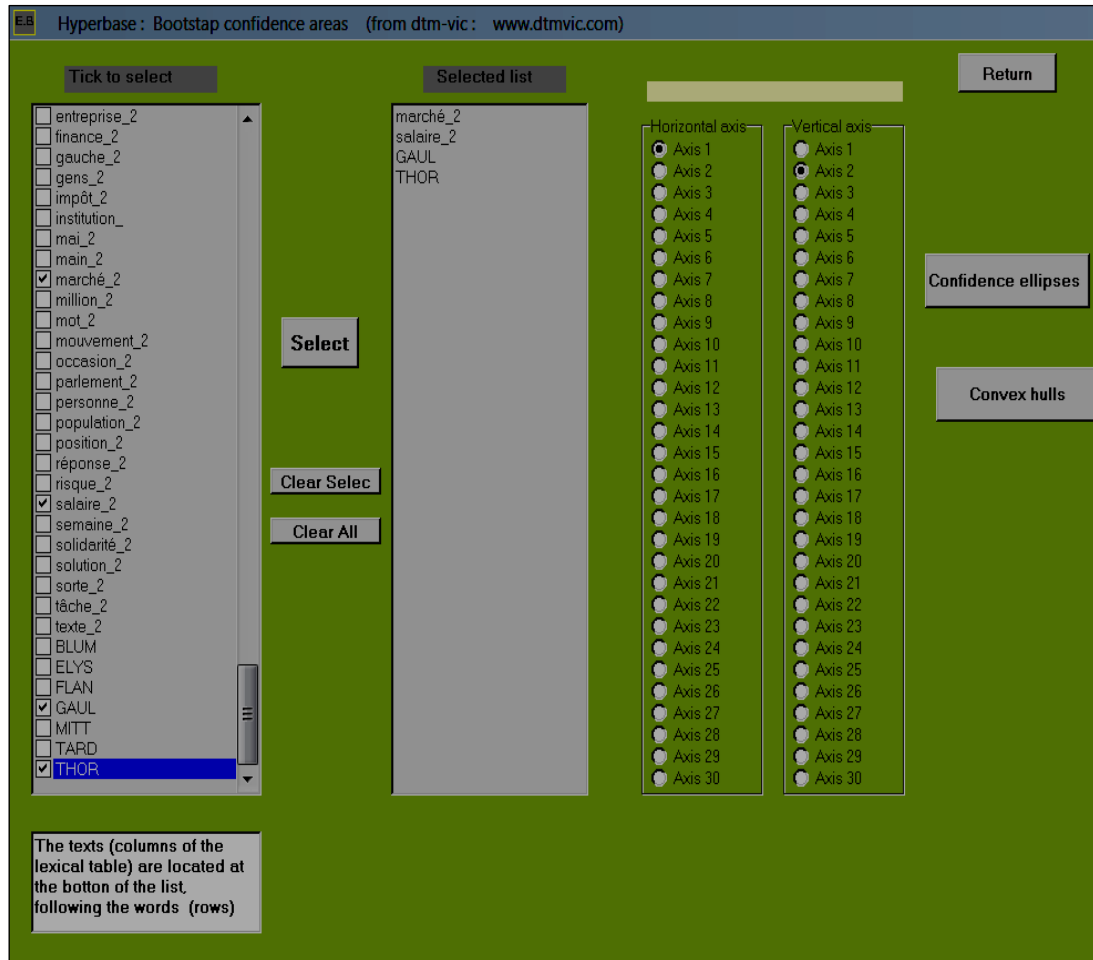 E.B
Hyperbase : Bootstap confidence areas (from dtm-vic : www.dtmvic.com)
Tick to select
entreprise_2
finance_2
gauche_2
gens_2
impôt_2
institution_
mai_2
main_2
marché_2
million_2
mot_2
mouvement_2
occasion_2
parlement_2
personne_2
population_2
position_2
réponse_2
risque_2
salaire_2
semaine_2
solidarité_2
solution_2
sorte_2
tâche_2
texte_2
BLUM
ELYS
FLAN
GAUL
MITT
TARD
THOR
The texts (columns of the
lexical table) are located at
the botton of the list,
following the words (rows)
Select
Clear Selec
Clear All
Selected list
marché_2
salaire_2
GAUL
THOR
Horizontal axis
Axis 1
Axis 2
Axis 3
Axis 4
Axis 5
Axis 6
Axis 7
Axis 8
Axis 9
Axis 10
Axis 11
Axis 12
Axis 13
Axis 14
Axis 15
Axis 16
Axis 17
Axis 18
Axis 19
Axis 20
Axis 21
Axis 22
Axis 23
Axis 24
Axis 25
Axis 26
Axis 27
Axis 28
Axis 29
Axis 30
Vertical axis
Axis 1
Axis 2
Axis 3
Axis 4
Axis 5
Axis 6
Axis 7
Axis 8
Axis 9
Axis 10
Axis 11
Axis 12
Axis 13
Axis 14
Axis 15
Axis 16
Axis 17
Axis 18
Axis 19
Axis 20
Axis 21
Axis 22
Axis 23
Axis 24
Axis 25
Axis 26
Axis 27
Axis 28
Axis 29
Axis 30
Return
Confidence ellipses
Convex hulls